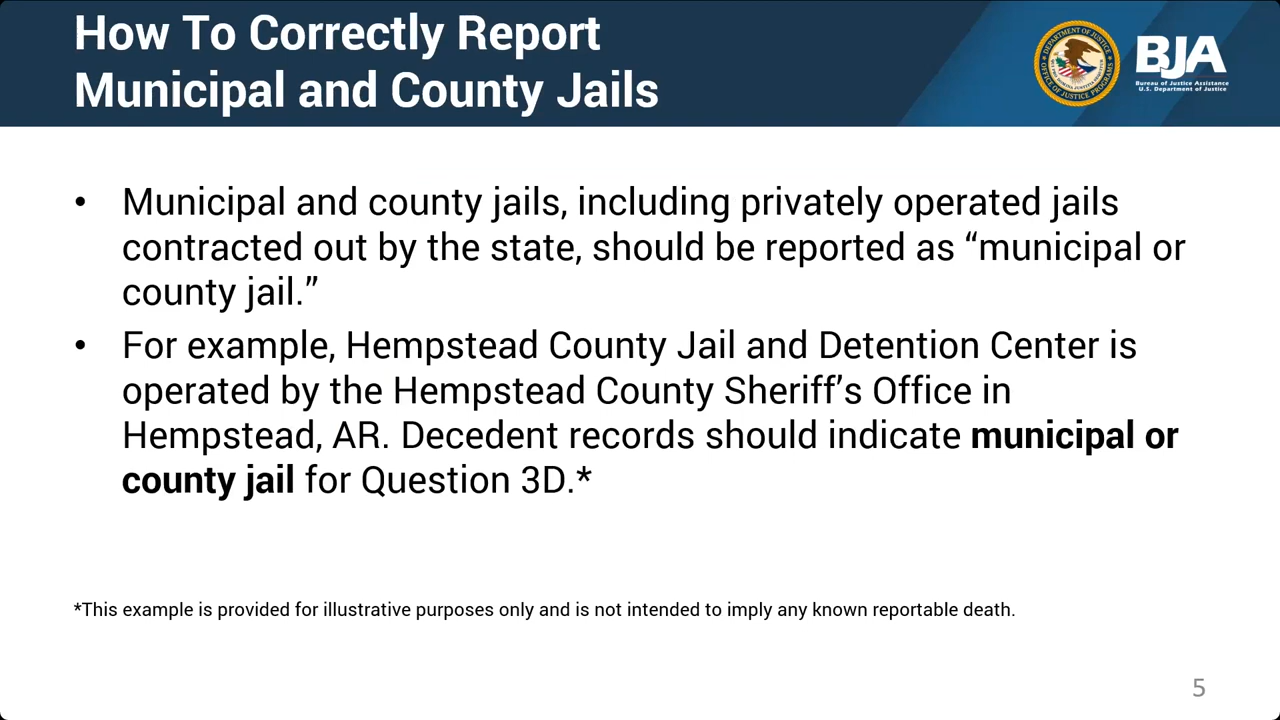 How To Correctly Report
Municipal and County Jails
BJA
Bureau of Justice Assistance
U.S. Department of Justice
• Municipal and county jails, including privately operated jails
contracted out by the state, should be reported as “municipal or
county jail.”
• For example, Hempstead County Jail and Detention Center is
operated by the Hempstead County Sheriff’s Office in
Hempstead, AR. Decedent records should indicate municipal or
county jail for Question 3D.*
*This example is provided for illustrative purposes only and is not intended to imply any known reportable death.
5